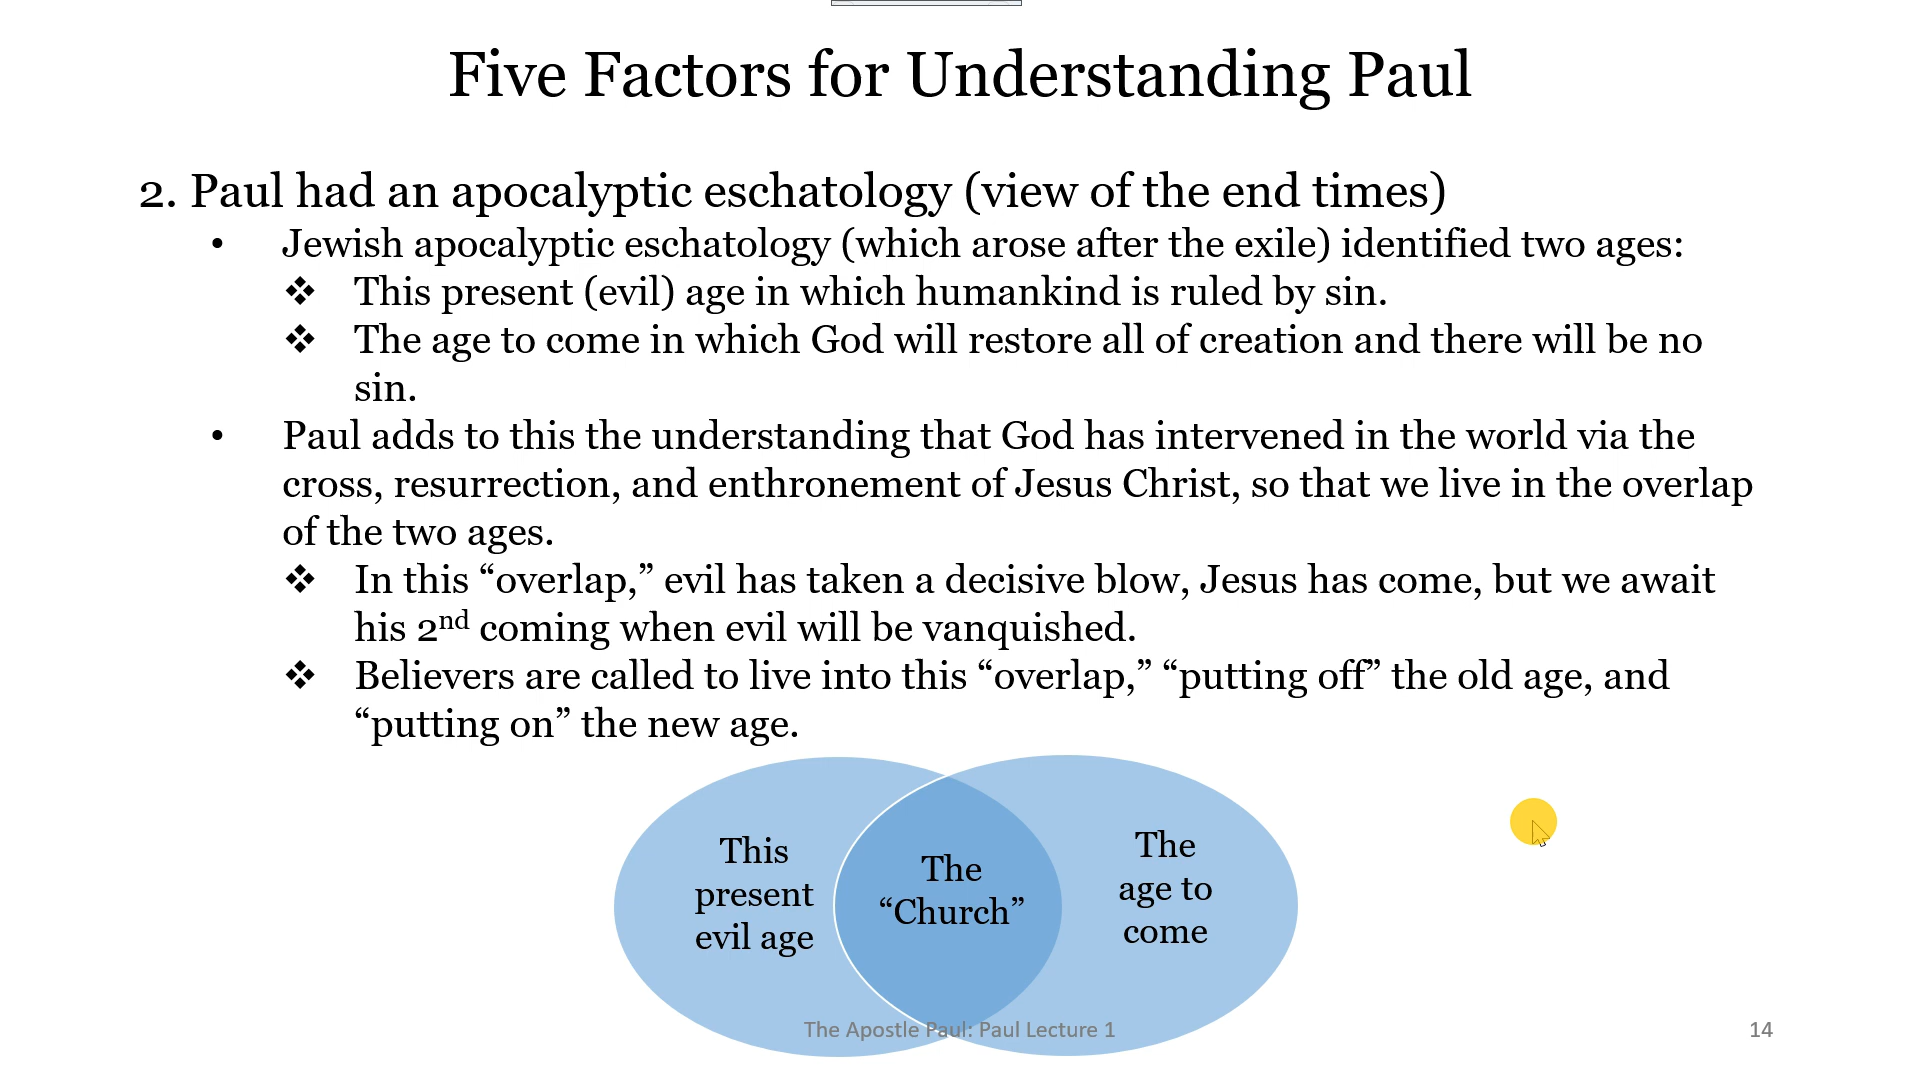 Five Factors for Understanding Paul
2. Paul had an apocalyptic eschatology (view of the end times)
• Jewish apocalyptic eschatology (which arose after the exile) identified two ages:
❖ This present (evil) age in which humankind is ruled by sin.
❖ The age to come in which God will restore all of creation and there will be no
sin.
• Paul adds to this the understanding that God has intervened in the world via the
cross, resurrection, and enthronement of Jesus Christ, so that we live in the overlap
of the two ages.
❖ In this “overlap,” evil has taken a decisive blow, Jesus has come, but we await
his 2nd coming when evil will be vanquished.
❖ Believers are called to live into this “overlap,” “putting off” the old age, and
“putting on” the new age.
This
present
evil age
The
“Church”
The
age to
come
The Apostle Paul: Paul Lecture 1
14